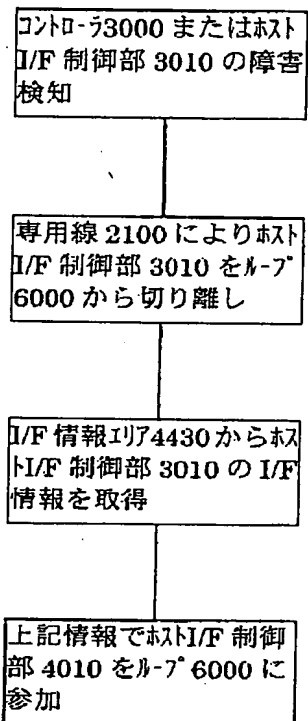 コントローラ3000 またはホスト
I/F 制御部 3010 の障害
検知
専用線 2100 によりホスト
I/F 制御部 3010 をループ
6000 から切り離し
I/F 情報エリア4430 からホス
トI/F 制御部 3010 の I/F
情報を取得
上記情報でホストI/F 制御
部 4010 をループ 6000 に
参加